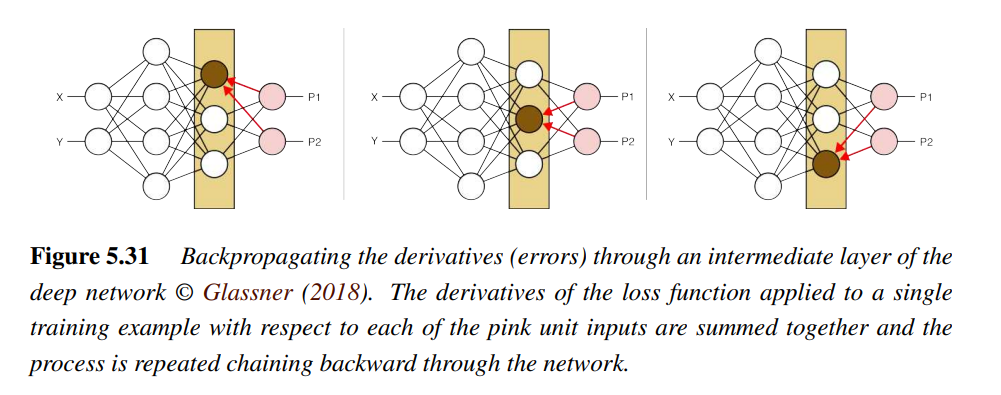 X
Y
P1
P2
X
Y
P1
P2
X
Y
P1
P2
Figure 5.31 Backpropagating the derivatives (errors) through an intermediate layer of the
deep network © Glassner (2018). The derivatives of the loss function applied to a single
training example with respect to each of the pink unit inputs are summed together and the
process is repeated chaining backward through the network.